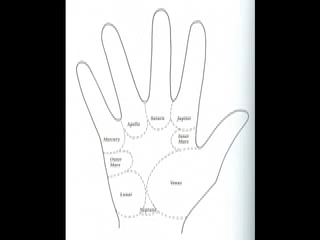 Saturn
Apollo
Jupiter
Mercury
Inner
Mars
Outer
Mars
Venus
Lunar
Neptune